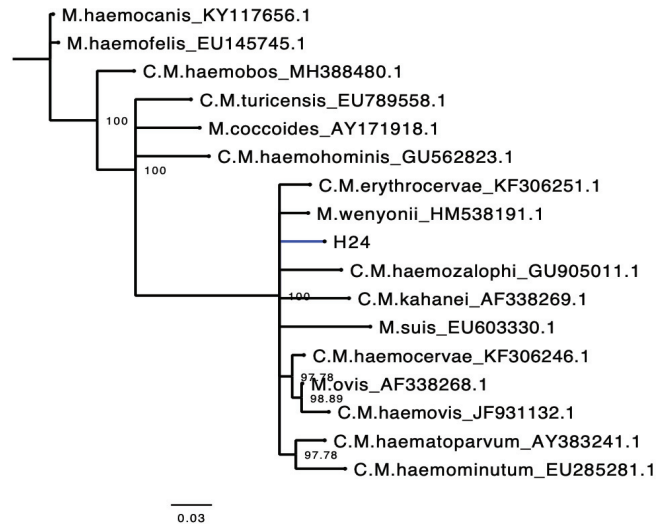 M.haemocanis_KY117656.1
M.haemofelis_EU145745.1
C.M.haemobos_MH388480.1
C.M.turicensis_EU789558.1
100
M.coccoides_AY171918.1
C.M.haemohominis_GU562823.1
100
C.M.erythrocervae_KF306251.1
M.wenyonii_HM538191.1
H24
C.M.haemozalophi_GU905011.1
100
C.M.kahanei_AF338269.1
M.suis_EU603330.1
C.M.haemocervae_KF306246.1
97.78
M.ovis_AF338268.1
98.89
C.M.haemovis_JF931132.1
C.M.haematoparvum_AY383241.1
97.78
C.M.haemominutum_EU285281.1
0.03